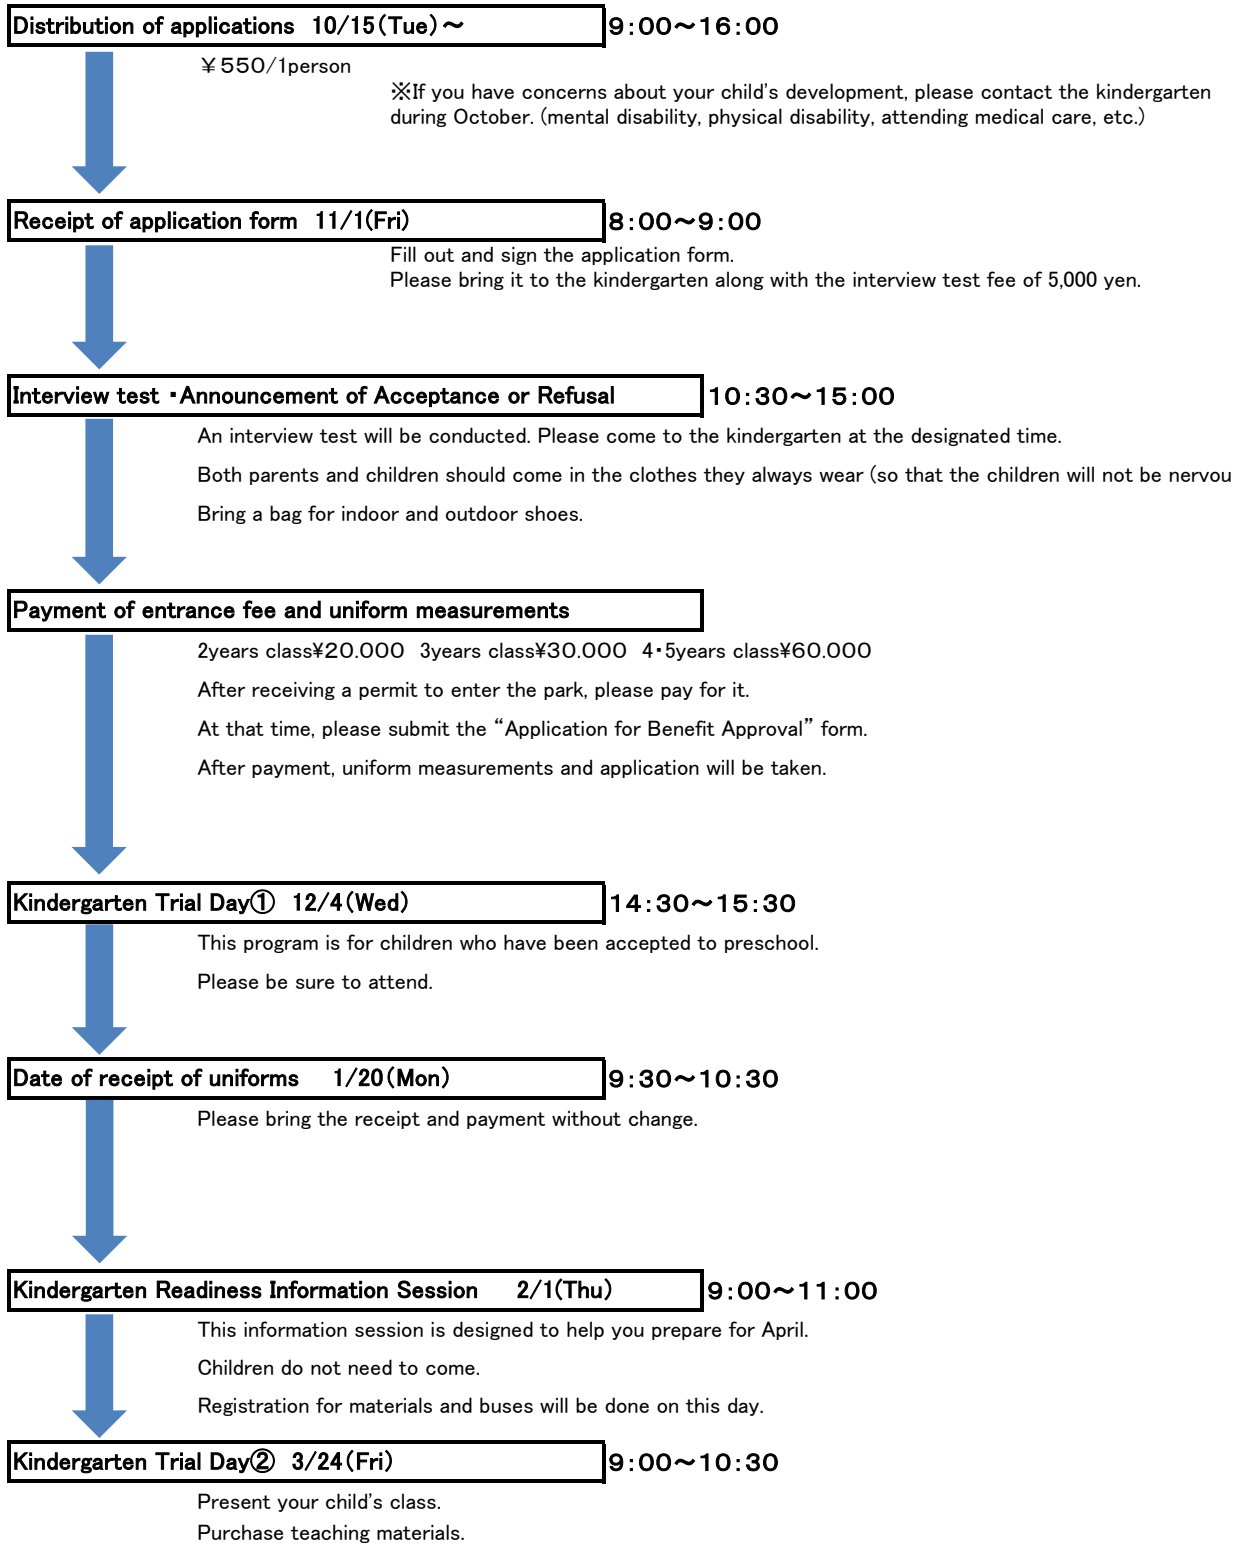 Distribution of applications 10/15(Tue)～ 9:00～16:00
￥550/1person
※If you have concerns about your child's development, please contact the kindergarten
during October. (mental disability, physical disability, attending medical care, etc.)
Receipt of application form 11/1(Fri) 8:00～9:00
Fill out and sign the application form.
Please bring it to the kindergarten along with the interview test fee of 5,000 yen.
Interview test ・Announcement of Acceptance or Refusal 10:30～15:00
An interview test will be conducted. Please come to the kindergarten at the designated time.
Both parents and children should come in the clothes they always wear (so that the children will not be nervou
Bring a bag for indoor and outdoor shoes.
Payment of entrance fee and uniform measurements
2years class¥20.000 3years class¥30.000 4・5years class¥60.000
After receiving a permit to enter the park, please pay for it.
At that time, please submit the “Application for Benefit Approval” form.
After payment, uniform measurements and application will be taken.
Kindergarten Trial Day① 12/4(Wed) 14:30～15:30
This program is for children who have been accepted to preschool.
Please be sure to attend.
Date of receipt of uniforms 1/20(Mon) 9:30～10:30
Please bring the receipt and payment without change.
Kindergarten Readiness Information Session 2/1(Thu) 9:00～11:00
This information session is designed to help you prepare for April.
Children do not need to come.
Registration for materials and buses will be done on this day.
Kindergarten Trial Day② 3/24(Fri) 9:00～10:30
Present your child's class.
Purchase teaching materials.